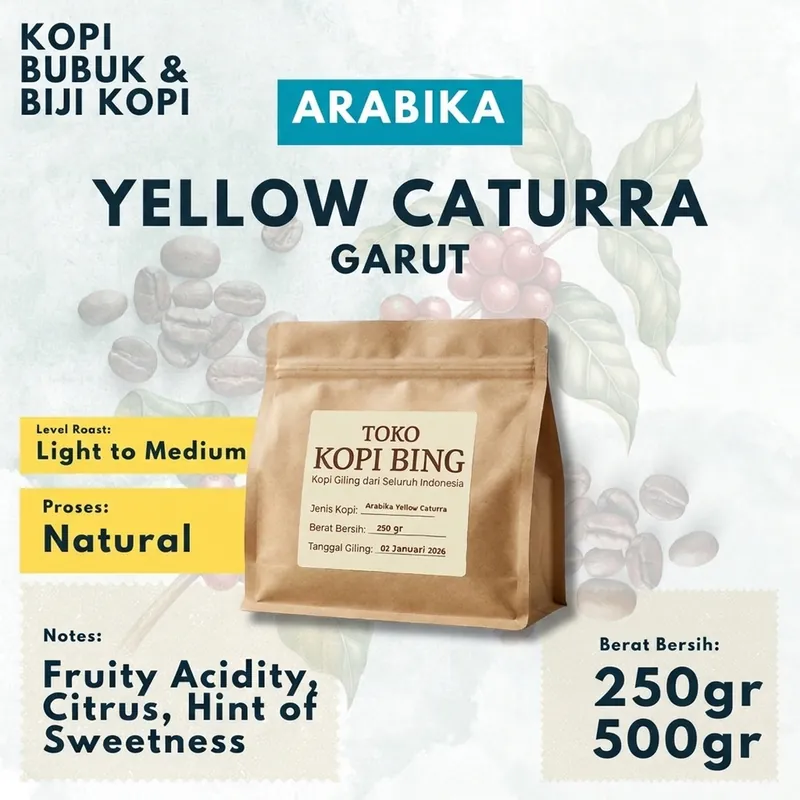 KOPI
BUBUK &
BIJI KOPI
ARABIKA
YELLOW CATURRA
GARUT
Level Roast:
Light to Medium
Proses:
Natural
TOKO
KOPI BING
Kopi Giling dari Seluruh Indonesia
Jenis Kopi: Arabika Yellow Caturra
Berat Bersih: 250 gr
Tanggal Giling: 02 Januari 2026
Notes:
Fruity Acidity,
Citrus, Hint of
Sweetness
Berat Bersih:
250gr
500gr